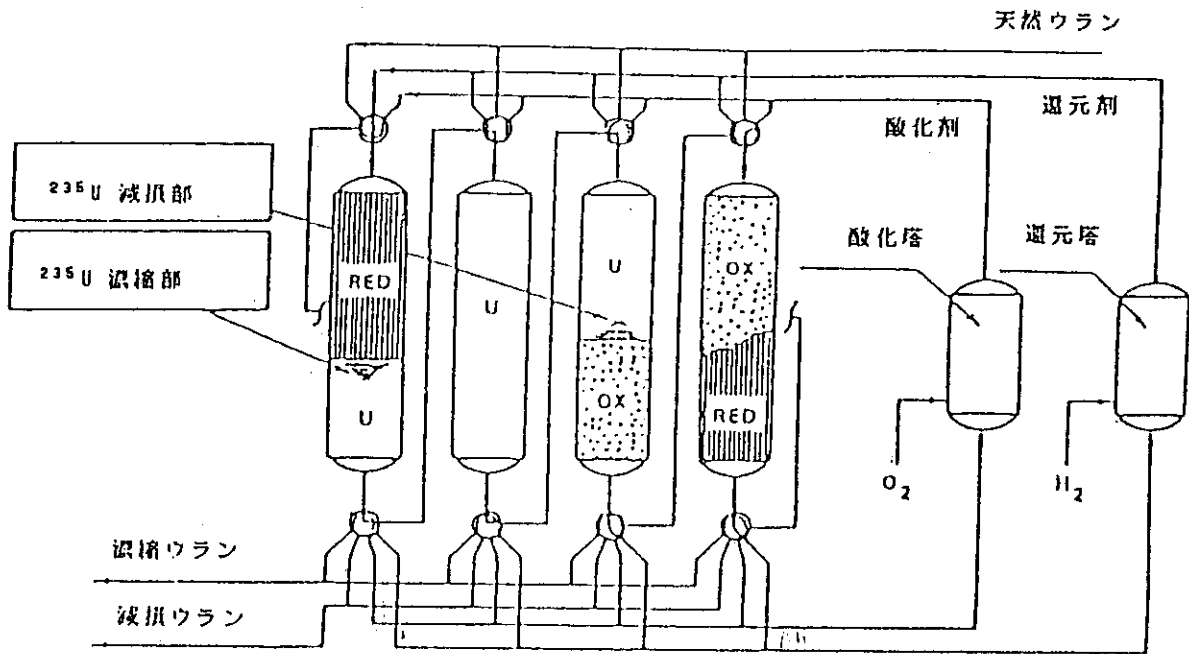 天然ウラン
還元剤
酸化剤
²³⁵U 減損部
²³⁵U 濃縮部
酸化塔
還元塔
RED
U
U
U
OX
OX
RED
O₂
H₂
濃縮ウラン
減損ウラン